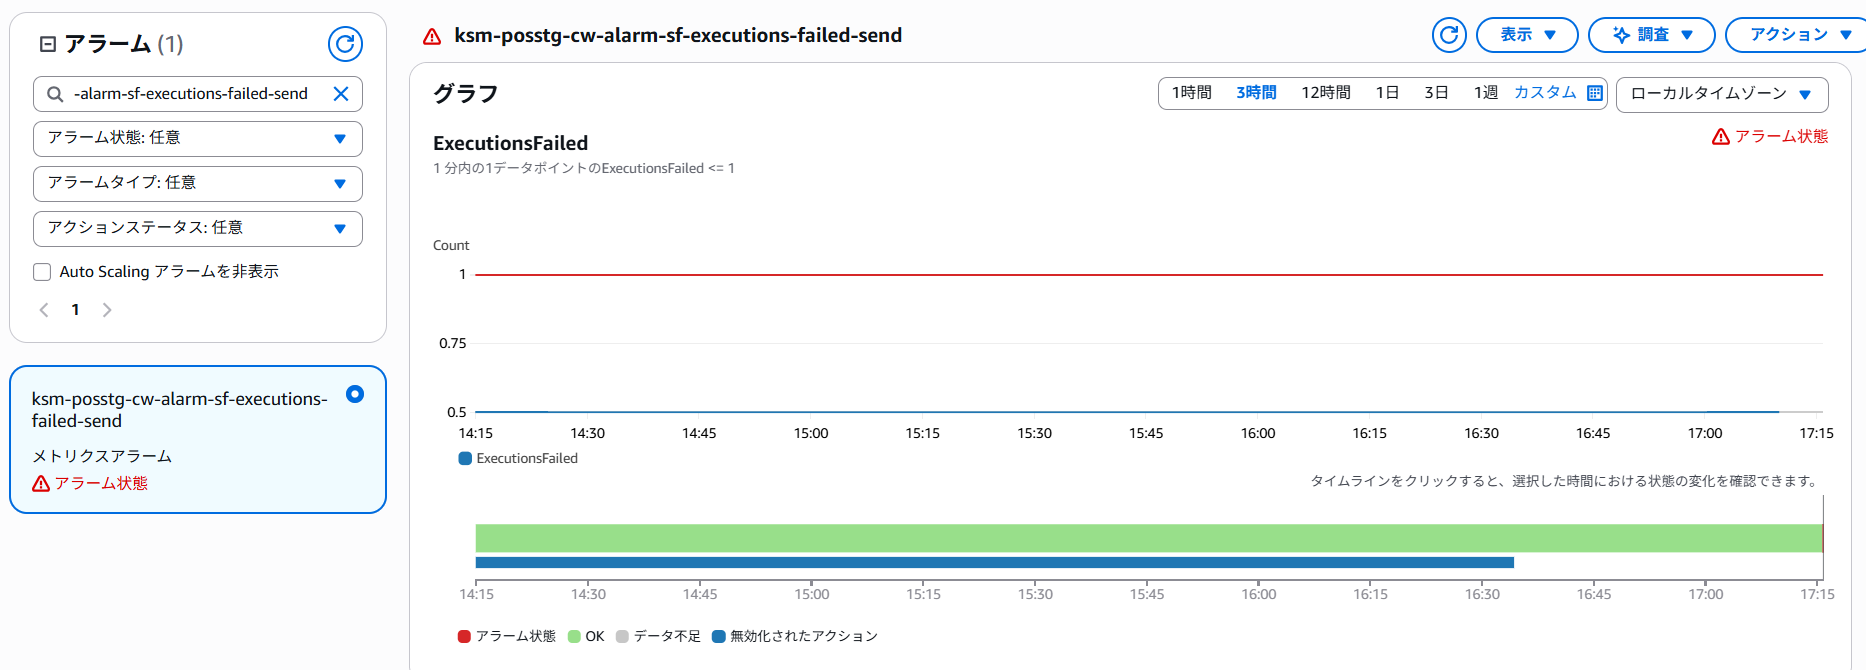 アラーム (1)
-alarm-sf-executions-failed-send
アラーム状態: 任意
アラームタイプ: 任意
アクションステータス: 任意
Auto Scaling アラームを非表示
1
ksm-posstg-cw-alarm-sf-executions-
failed-send
メトリクスアラーム
アラーム状態
ksm-posstg-cw-alarm-sf-executions-failed-send
表示 調査 アクション
グラフ
1時間 3時間 12時間 1日 3日 1週 カスタム ローカルタイムゾーン
ExecutionsFailed
アラーム状態
1 分内の1データポイントのExecutionsFailed <= 1
Count
1
0.75
0.5
14:15 14:30 14:45 15:00 15:15 15:30 15:45 16:00 16:15 16:30 16:45 17:00 17:15
ExecutionsFailed
タイムラインをクリックすると、選択した時間における状態の変化を確認できます。
14:15 14:30 14:45 15:00 15:15 15:30 15:45 16:00 16:15 16:30 16:45 17:00 17:15
アラーム状態 OK データ不足 無効化されたアクション